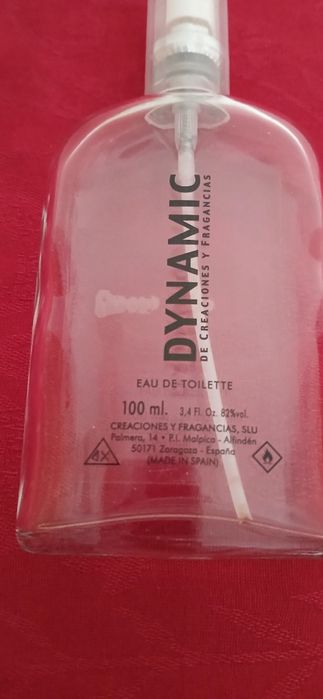 DYNAMIC
DE CREACIONES Y FRAGANCIAS
EAU DE TOILETTE
100 ml. 3,4 Fl. Oz. 82%vol.
CREACIONES Y FRAGANCIAS, SLU
Palmera, 14 • P.I. Malpica - Alfindén
50171 Zaragoza - España
(MADE IN SPAIN)